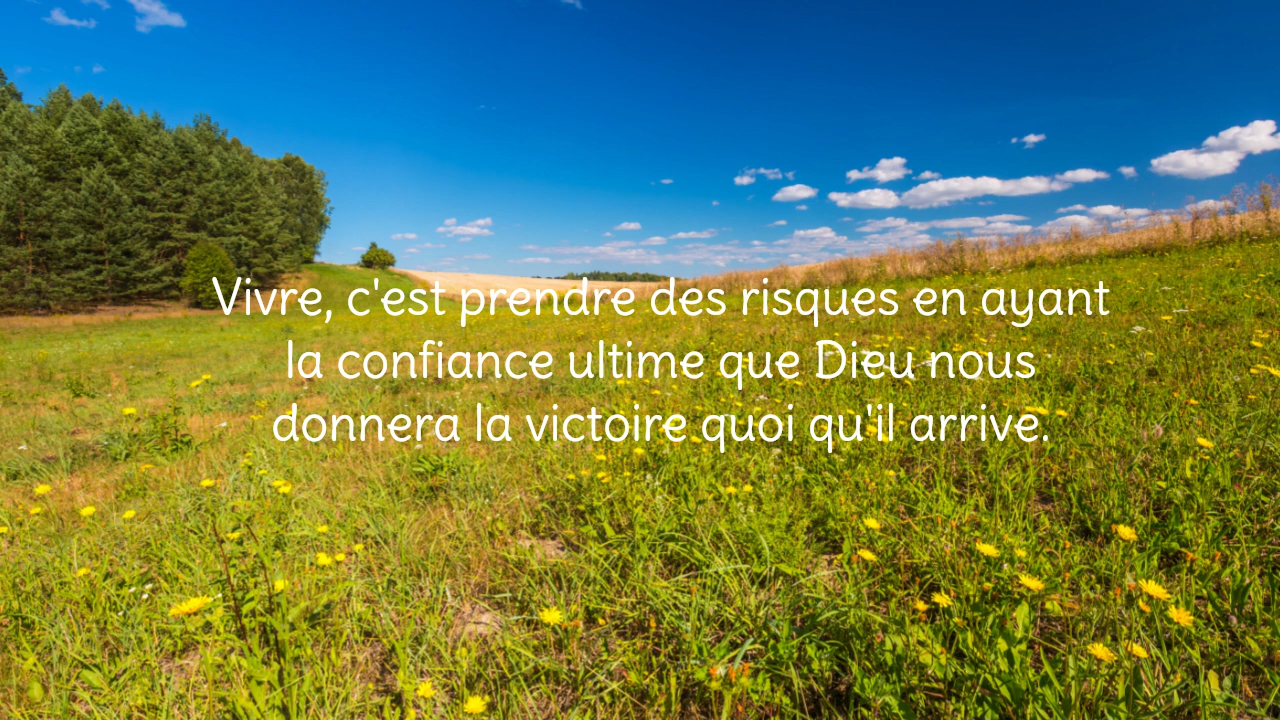 Vivre, c'est prendre des risques en ayant
la confiance ultime que Dieu nous
donnera la victoire quoi qu'il arrive.